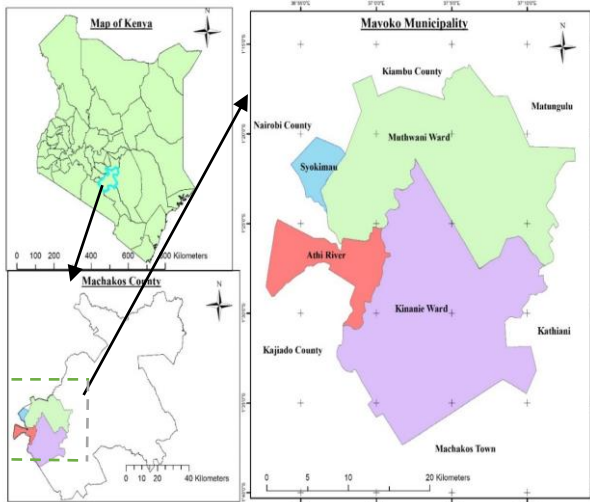 Map of Kenya
N
0 100 200 400 600 800 Kilometers
Machakos County
N
0 10 20 40 Kilometers
Mavoko Municipality
N
Kiambu County
Matungulu
Nairobi County
Muthwani Ward
Syokimau
Athi River
Kinanie Ward
Kathiani
Kajiado County
Machakos Town
0 5 10 20 Kilometers